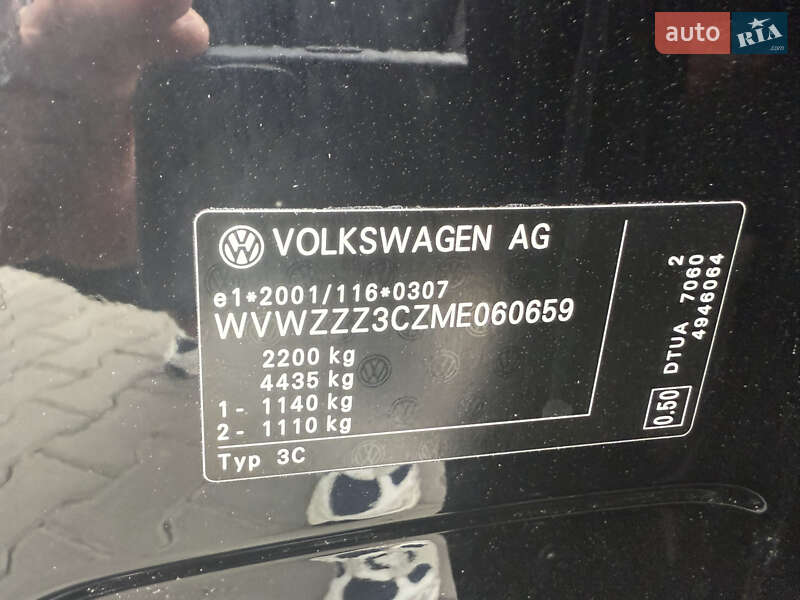 auto RIA.com
VOLKSWAGEN AG
e1*2001/116*0307
WVWZZZ3CZME060659
2200 kg
4435 kg
1- 1140 kg
2- 1110 kg
Typ 3C
0.50 DTUA 7060 2
4946064